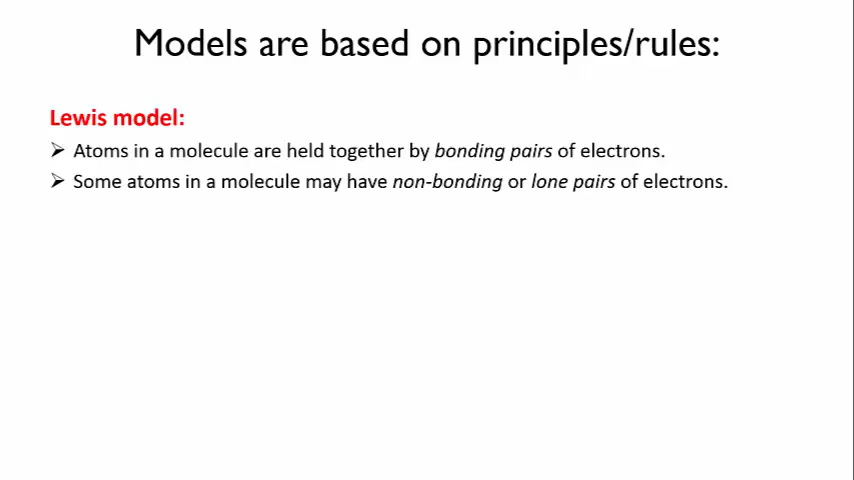 Models are based on principles/rules:
Lewis model:
➢ Atoms in a molecule are held together by bonding pairs of electrons.
➢ Some atoms in a molecule may have non-bonding or lone pairs of electrons.